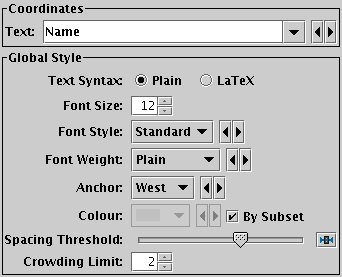 Coordinates
Text: Name
Global Style
Text Syntax: Plain LaTeX
Font Size: 12
Font Style: Standard
Font Weight: Plain
Anchor: West
Colour: By Subset
Spacing Threshold:
Crowding Limit: 2